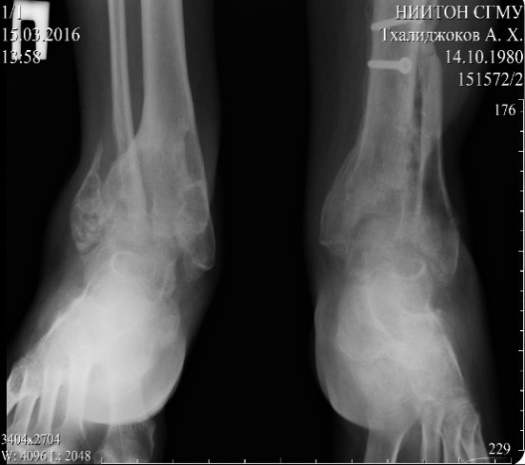 1/1
15.03.2016
13:58
П
НИИТОН СГМУ
Тхалиджоков А. Х.
14.10.1980
151572/2
176
3404x2704
W: 4096 L: 2048
229